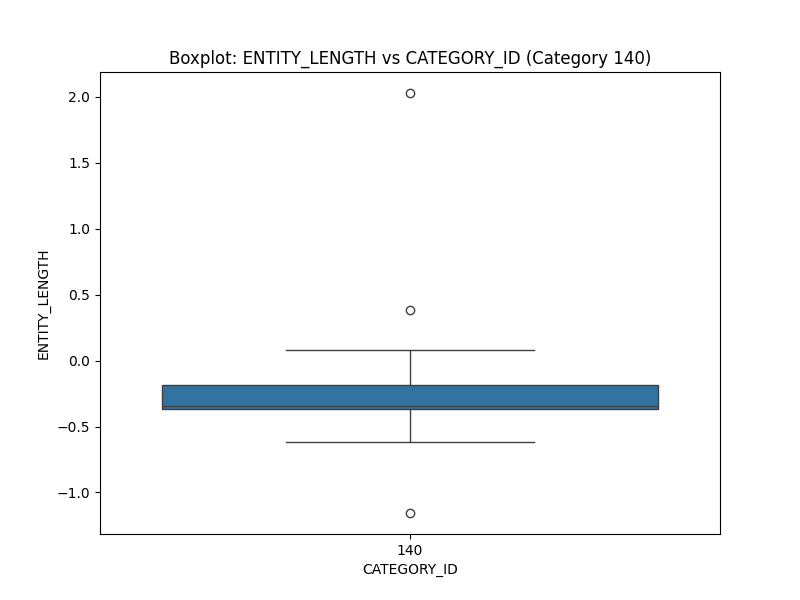 Boxplot: ENTITY_LENGTH vs CATEGORY_ID (Category 140)
2.0
1.5
1.0
0.5
0.0
−0.5
−1.0
ENTITY_LENGTH
140
CATEGORY_ID